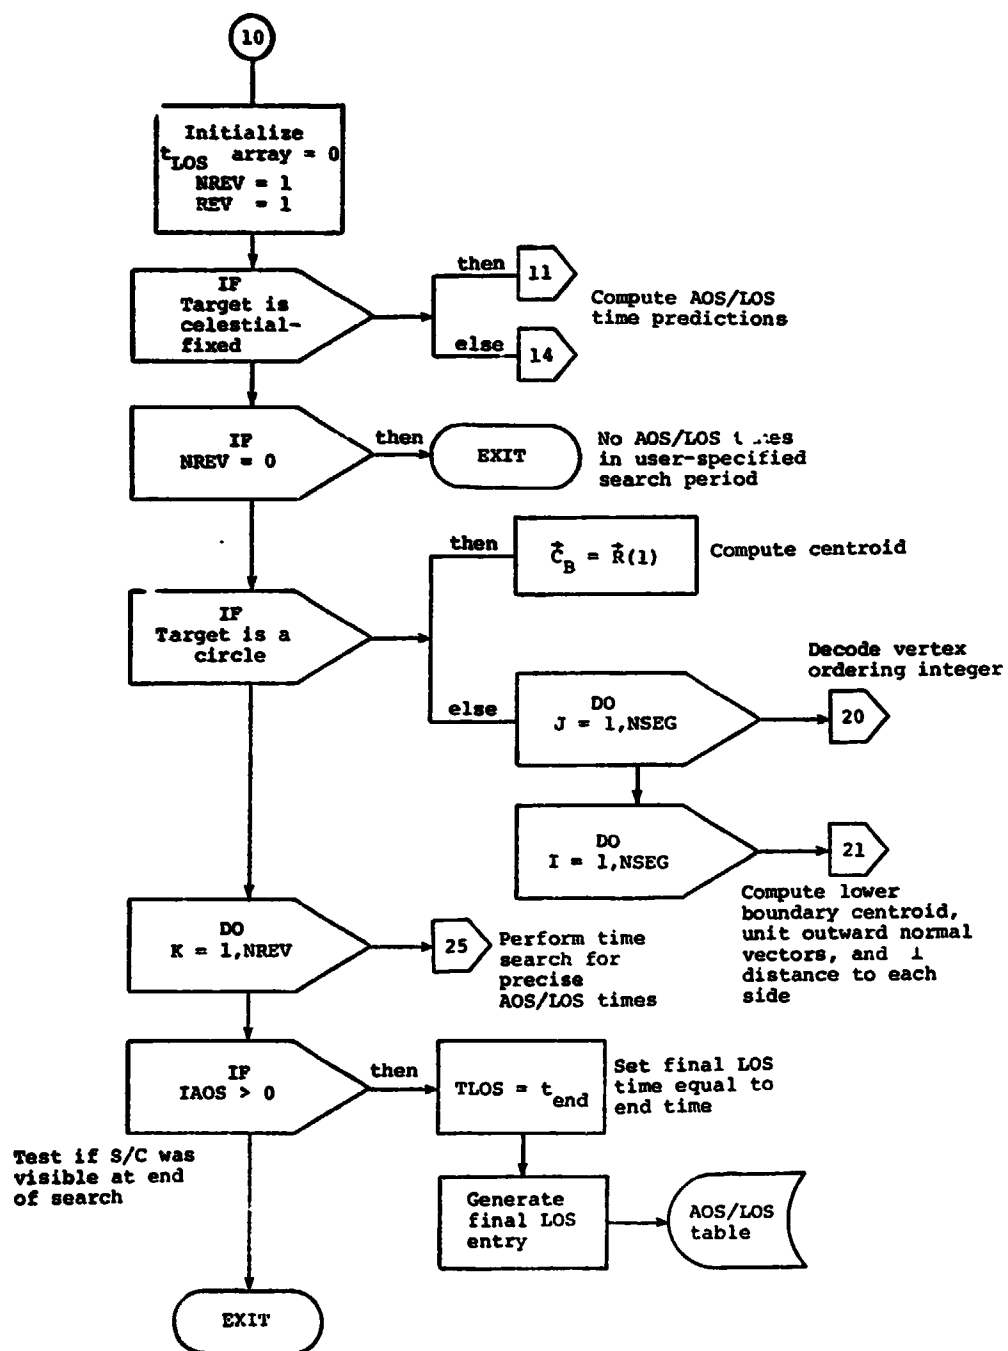 10
Initialize
t_LOS array = 0
NREV = 1
REV = 1
IF
Target is
celestial-
fixed
then
11
else
14
Compute AOS/LOS
time predictions
IF
NREV = 0
then
EXIT
No AOS/LOS
in user-specified
search period
IF
Target is a
circle
then
C⃗_B = R⃗(1)
Compute centroid
else
DO
J = 1,NSEG
Decode vertex
ordering integer
20
DO
I = 1,NSEG
21
Compute lower
boundary centroid,
unit outward normal
vectors, and ⊥
distance to each
side
DO
K = 1,NREV
25
Perform time
search for
precise
AOS/LOS times
IF
IAOS > 0
then
TLOS = t_end
Set final LOS
time equal to
end time
Test if S/C was
visible at end
of search
Generate
final LOS
entry
AOS/LOS
table
EXIT